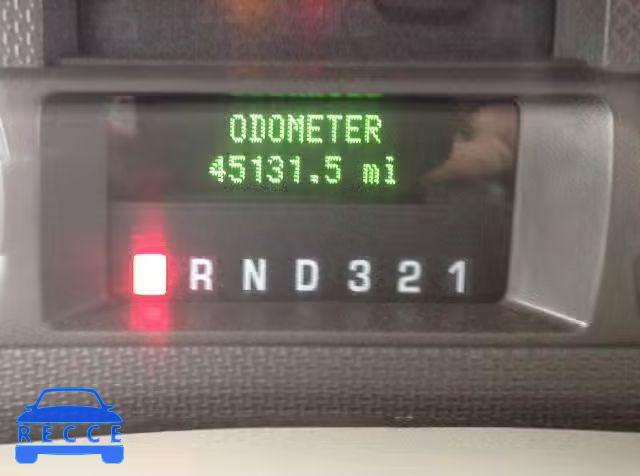 ODOMETER
45131.5 mi
R N D 3 2 1
RECCE